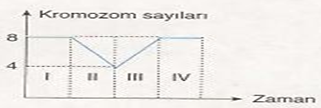 Kromozom sayıları
8
4
I II III IV
Zaman